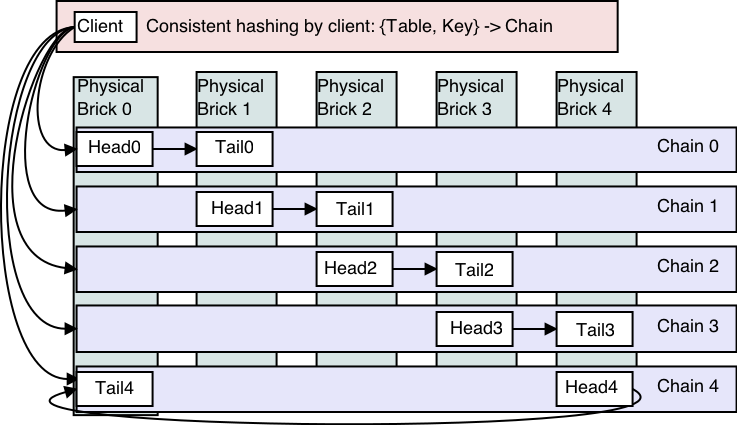 Client Consistent hashing by client: {Table, Key} -> Chain
Physical Brick 0
Physical Brick 1
Physical Brick 2
Physical Brick 3
Physical Brick 4
Head0 Tail0 Chain 0
Head1 Tail1 Chain 1
Head2 Tail2 Chain 2
Head3 Tail3 Chain 3
Tail4 Head4 Chain 4